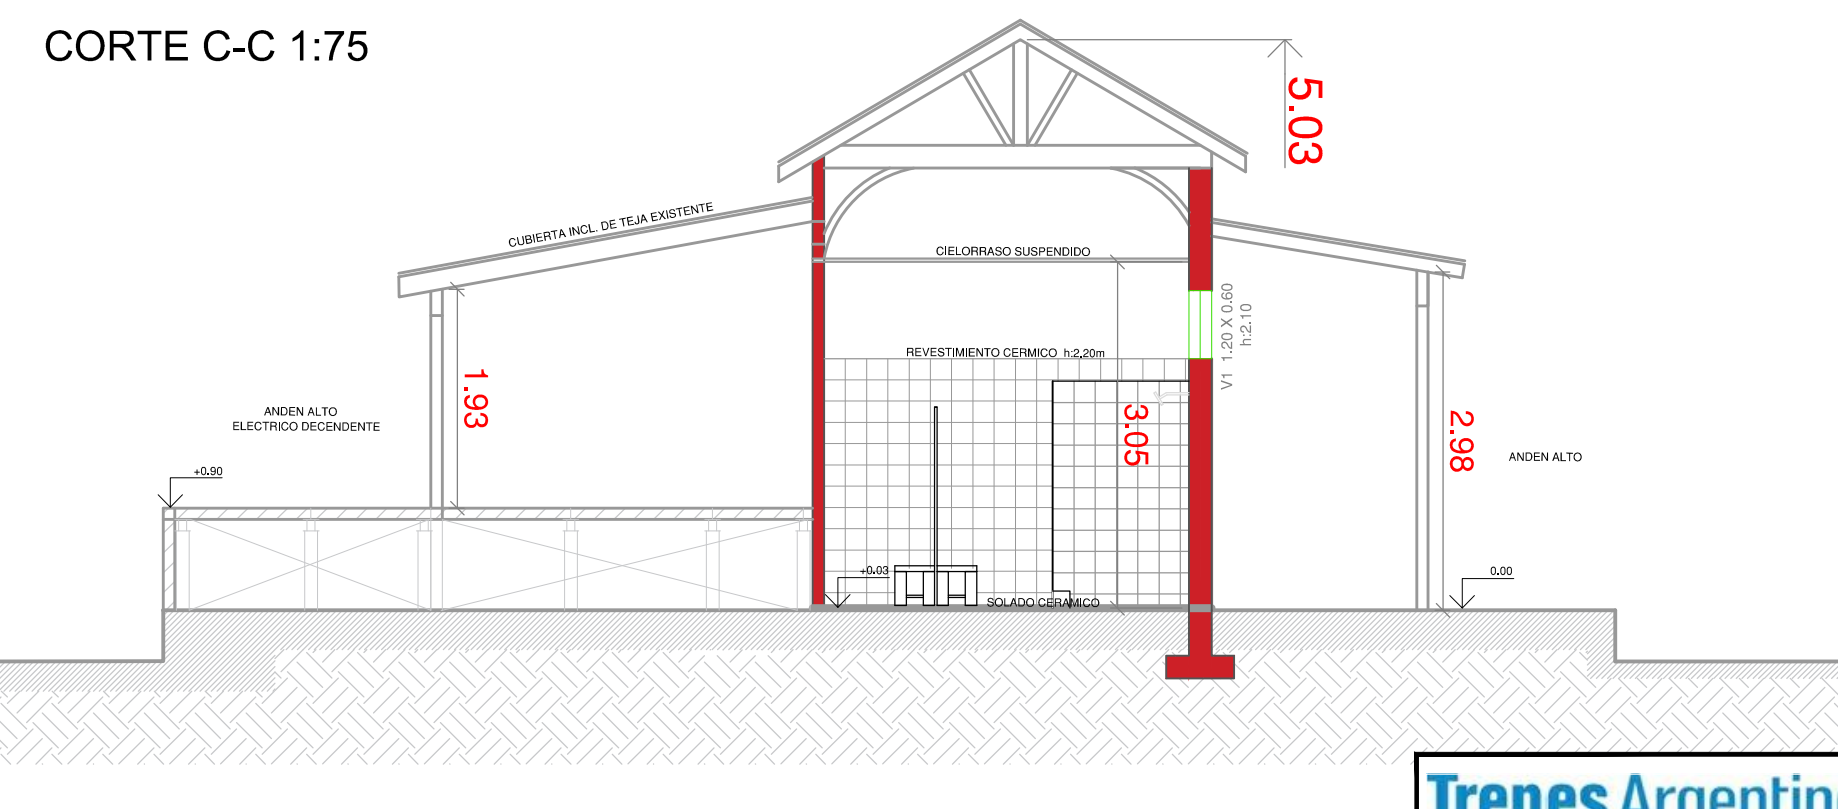 CORTE C-C 1:75
5.03
CUBIERTA INCL. DE TEJA EXISTENTE
CIELORRASO SUSPENDIDO
V1 1.20 X 0.60
h:2.10
REVESTIMIENTO CERMICO h:2.20m
1.93
3.05
2.98
ANDEN ALTO
ELECTRICO DECENDENTE
ANDEN ALTO
+0.90
+0.03
0.00
SOLADO CERAMICO
Trenes Argentin